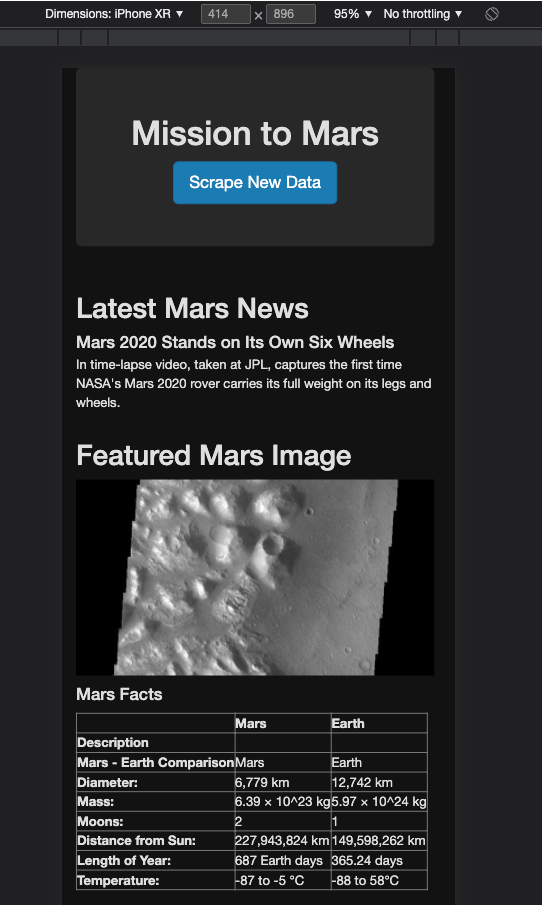 Dimensions: iPhone XR ▼ 414 × 896 95% ▼ No throttling ▼
Mission to Mars
Scrape New Data
Latest Mars News
Mars 2020 Stands on Its Own Six Wheels
In time-lapse video, taken at JPL, captures the first time
NASA's Mars 2020 rover carries its full weight on its legs and
wheels.
Featured Mars Image
Mars Facts
Mars Earth
Description
Mars - Earth Comparison Mars Earth
Diameter: 6,779 km 12,742 km
Mass: 6.39 × 10^23 kg 5.97 × 10^24 kg
Moons: 2 1
Distance from Sun: 227,943,824 km 149,598,262 km
Length of Year: 687 Earth days 365.24 days
Temperature: -87 to -5 °C -88 to 58°C